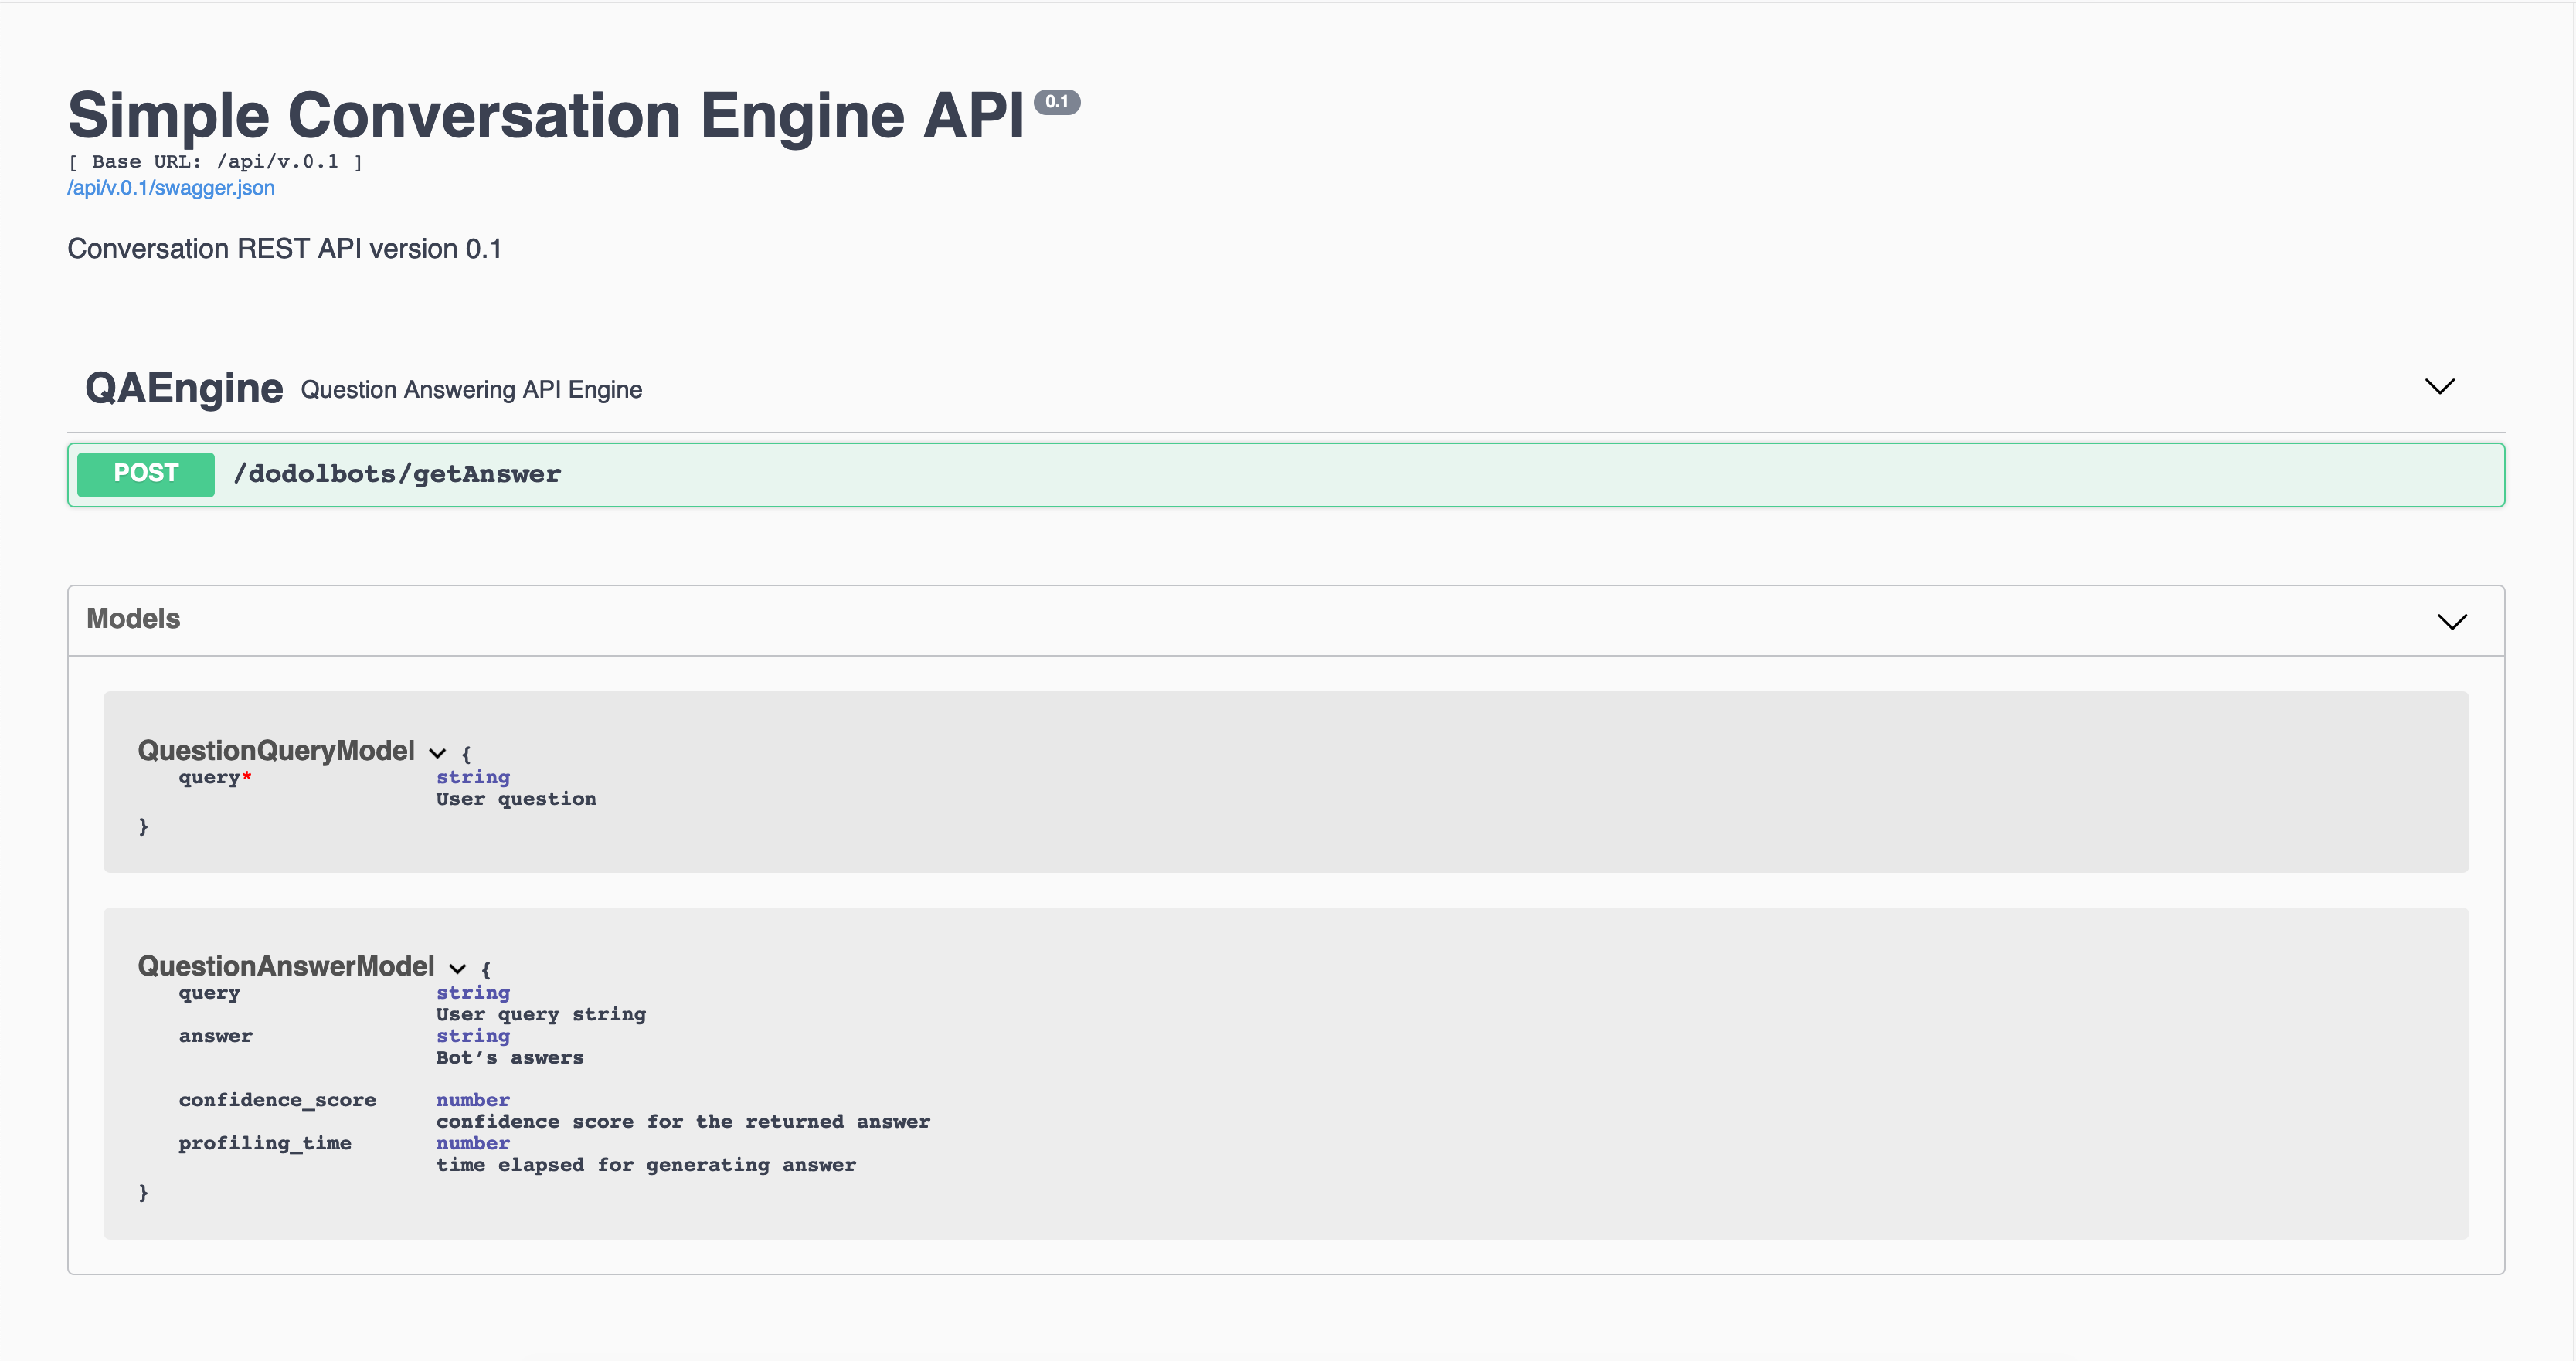 Simple Conversation Engine API 0.1
[ Base URL: /api/v.0.1 ]
/api/v.0.1/swagger.json
Conversation REST API version 0.1
QAEngine Question Answering API Engine
POST /dodolbots/getAnswer
Models
QuestionQueryModel {
query* string
User question
}
QuestionAnswerModel {
query string
User query string
answer string
Bot’s aswers
confidence_score number
confidence score for the returned answer
profiling_time number
time elapsed for generating answer
}